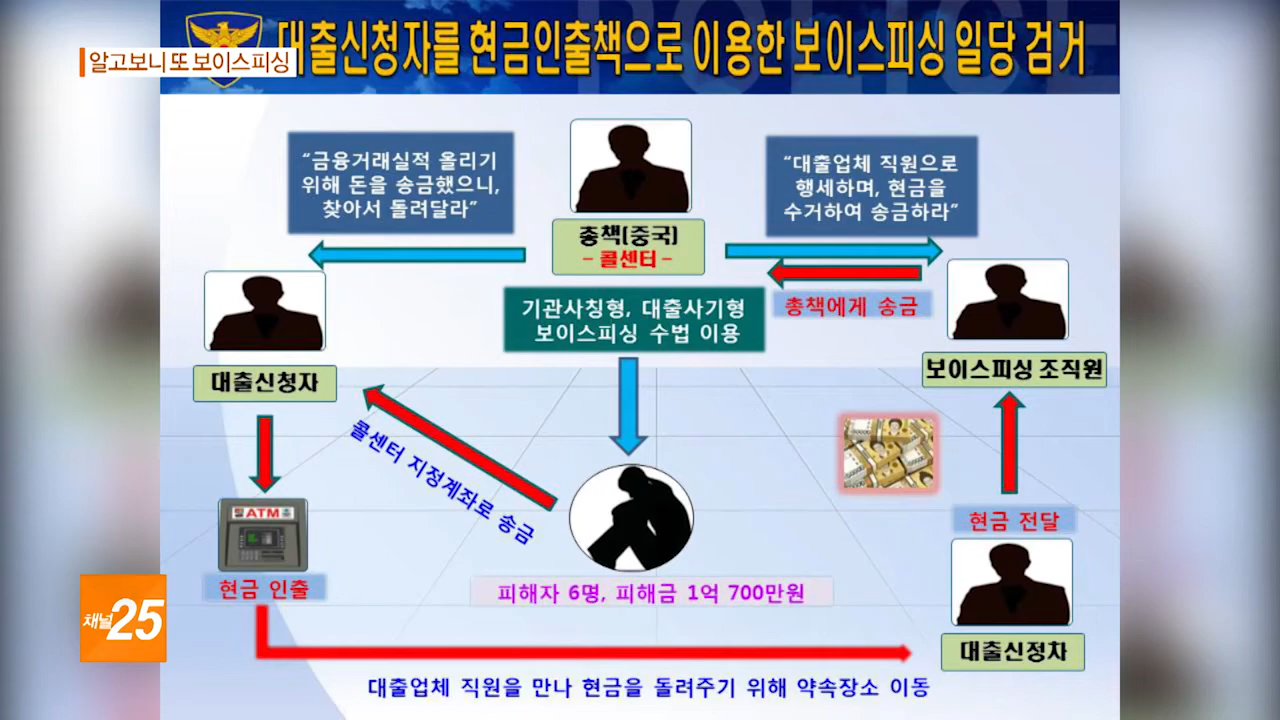 대출신청자를 현금인출책으로 이용한 보이스피싱 일당 검거
알고보니 또 보이스피싱
“금융거래실적 올리기
위해 돈을 송금했으니,
찾아서 돌려달라”
총책(중국)
- 콜센터 -
“대출업체 직원으로
행세하며, 현금을
수거하여 송금하라”
기관사칭형, 대출사기형
보이스피싱 수법 이용
총책에게 송금
대출신청자
보이스피싱 조직원
콜센터 지정계좌로 송금
ATM
현금 인출
현금 전달
피해자 6명, 피해금 1억 700만원
대출신정차
채널 25
대출업체 직원을 만나 현금을 돌려주기 위해 약속장소 이동